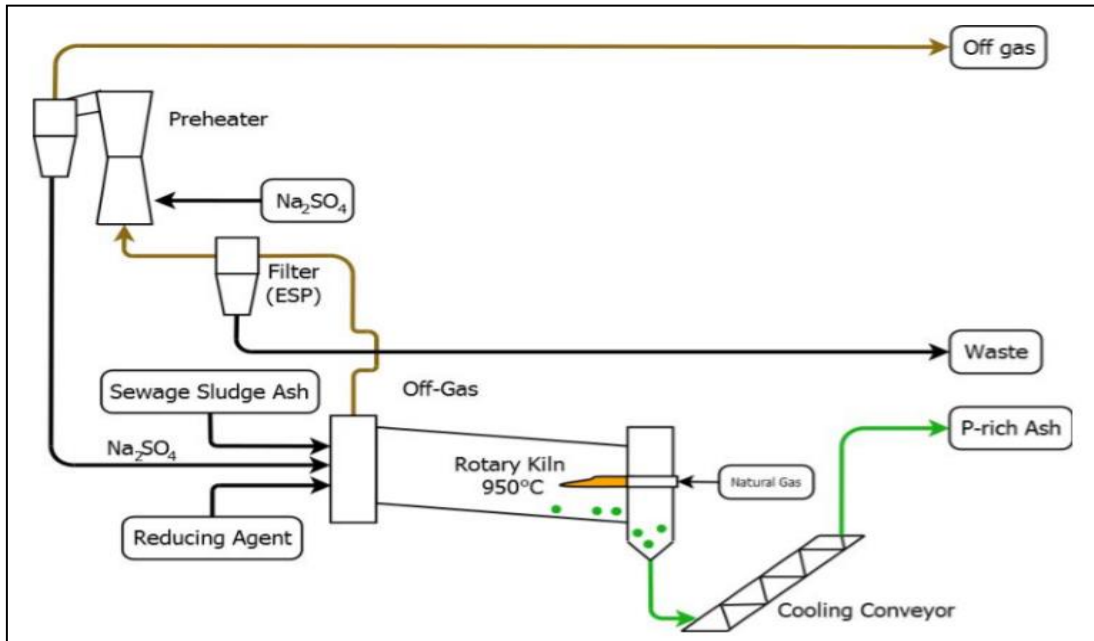 Off gas
Preheater
Na₂SO₄
Filter
(ESP)
Waste
Sewage Sludge Ash
Off-Gas
P-rich Ash
Na₂SO₄
Rotary Kiln
950°C
Natural Gas
Reducing Agent
Cooling Conveyor